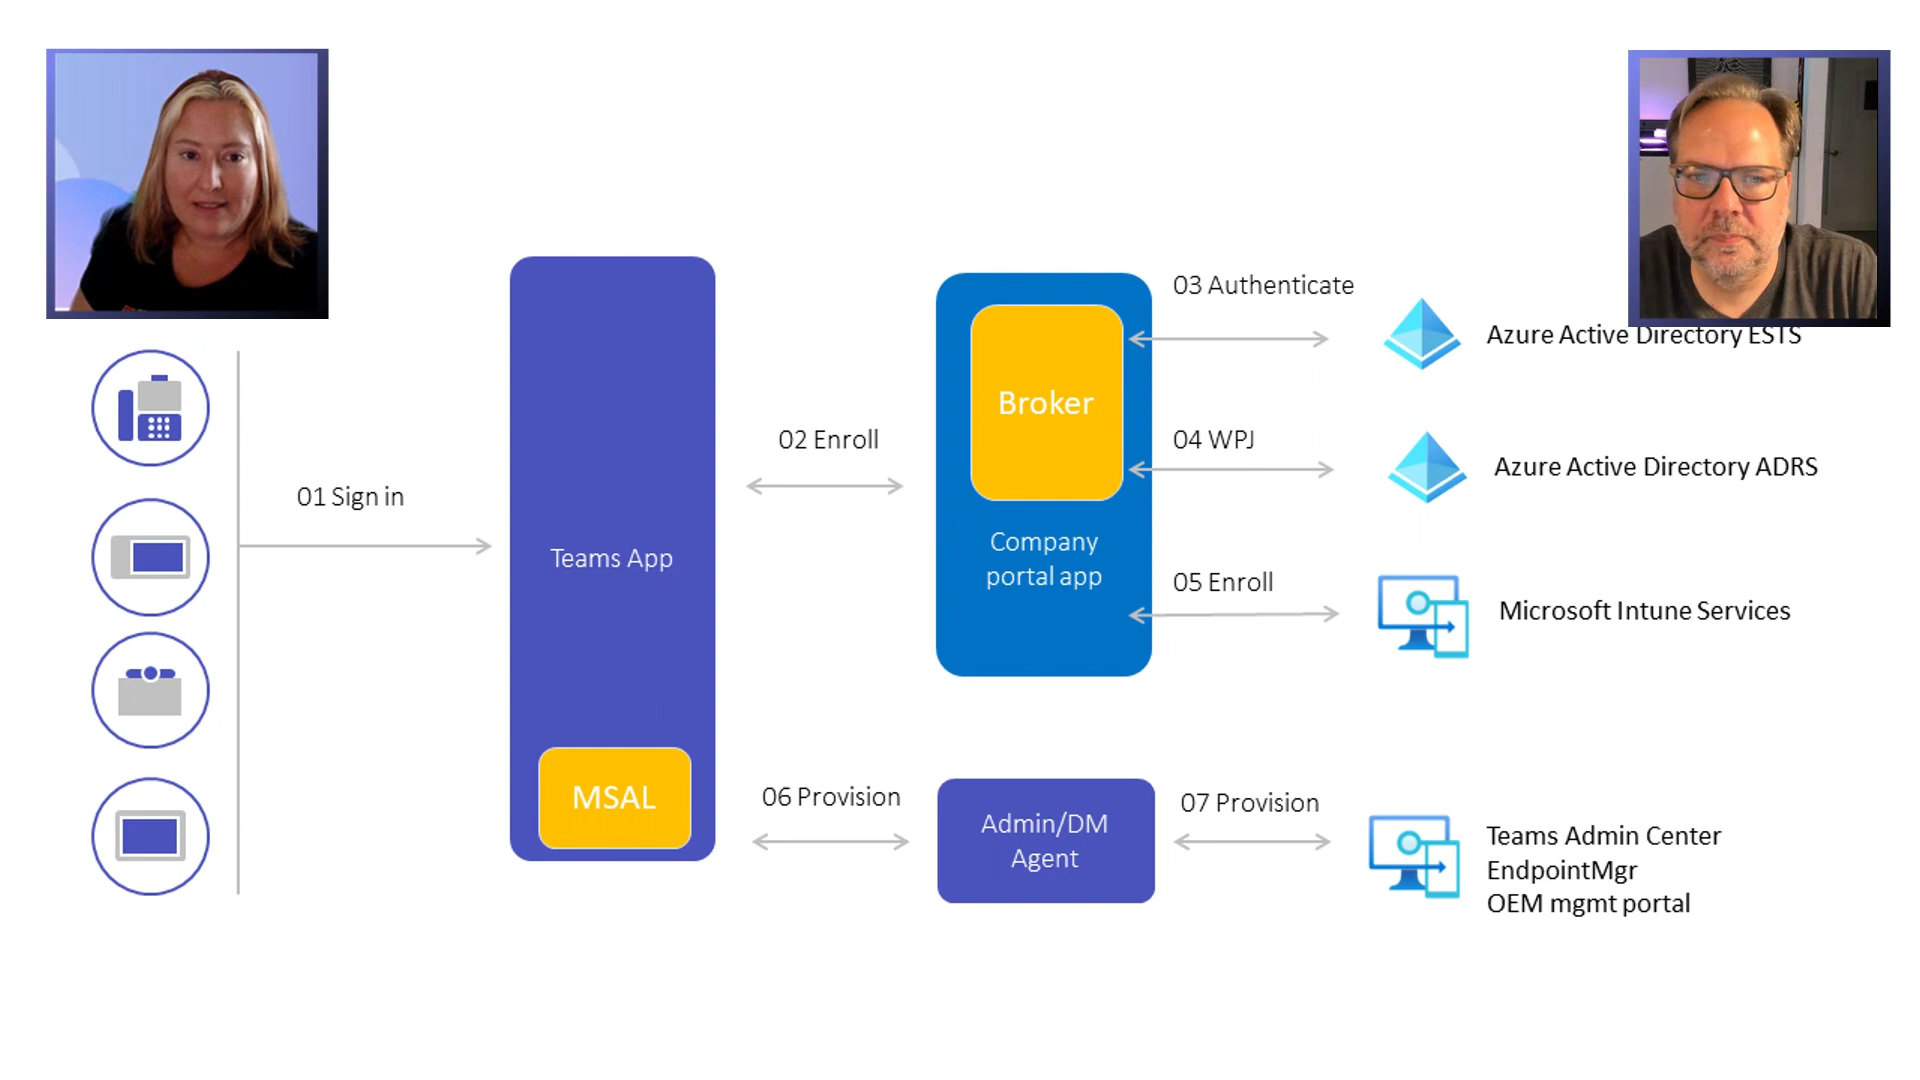 01 Sign in
Teams App
MSAL
02 Enroll
Broker
Company
portal app
03 Authenticate
Azure Active Directory ESTS
04 WPJ
Azure Active Directory ADRS
05 Enroll
Microsoft Intune Services
06 Provision
Admin/DM
Agent
07 Provision
Teams Admin Center
EndpointMgr
OEM mgmt portal